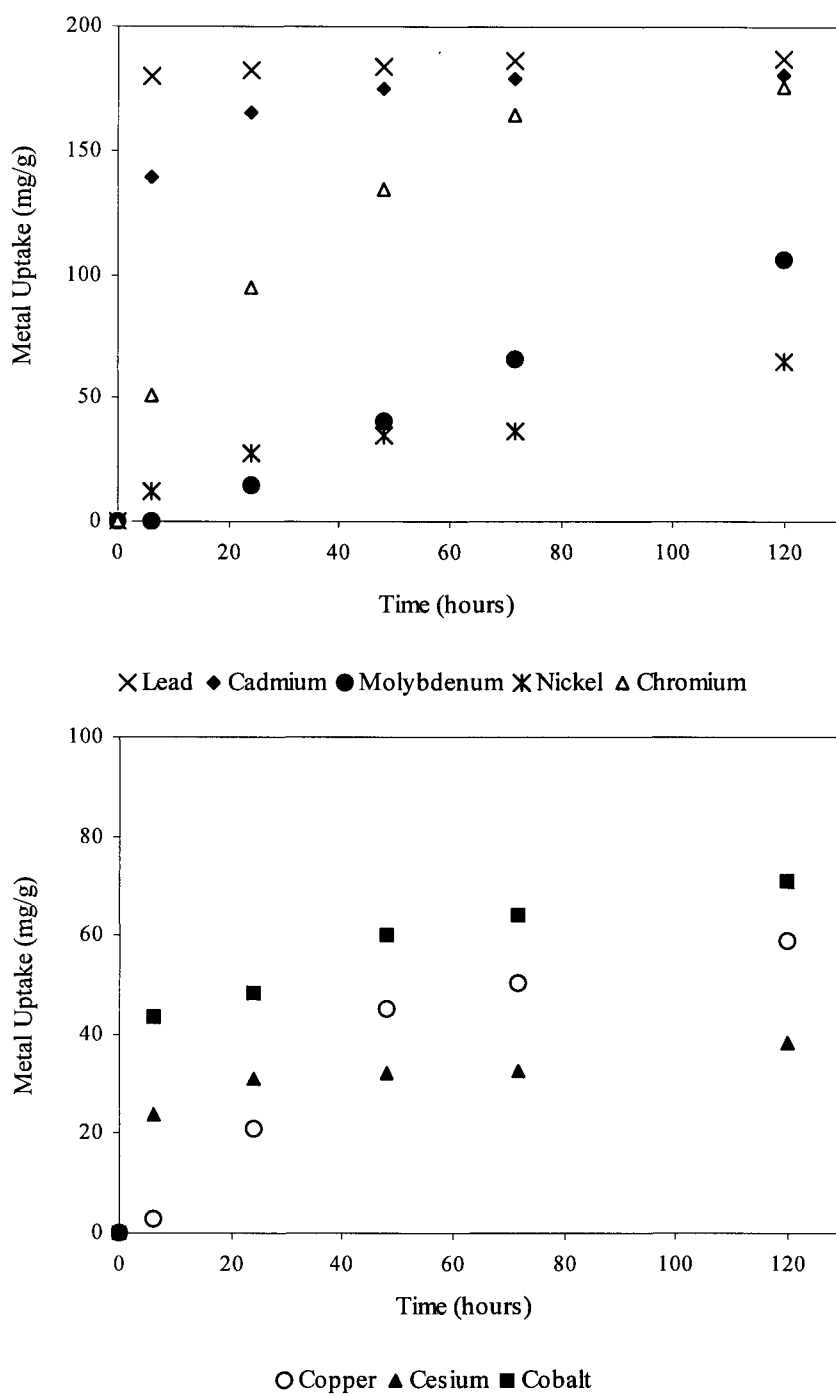 200
150
100
50
0
Metal Uptake (mg/g)
0 20 40 60 80 100 120
Time (hours)
Lead Cadmium Molybdenum Nickel Chromium
100
80
60
40
20
0
Metal Uptake (mg/g)
0 20 40 60 80 100 120
Time (hours)
Copper Cesium Cobalt